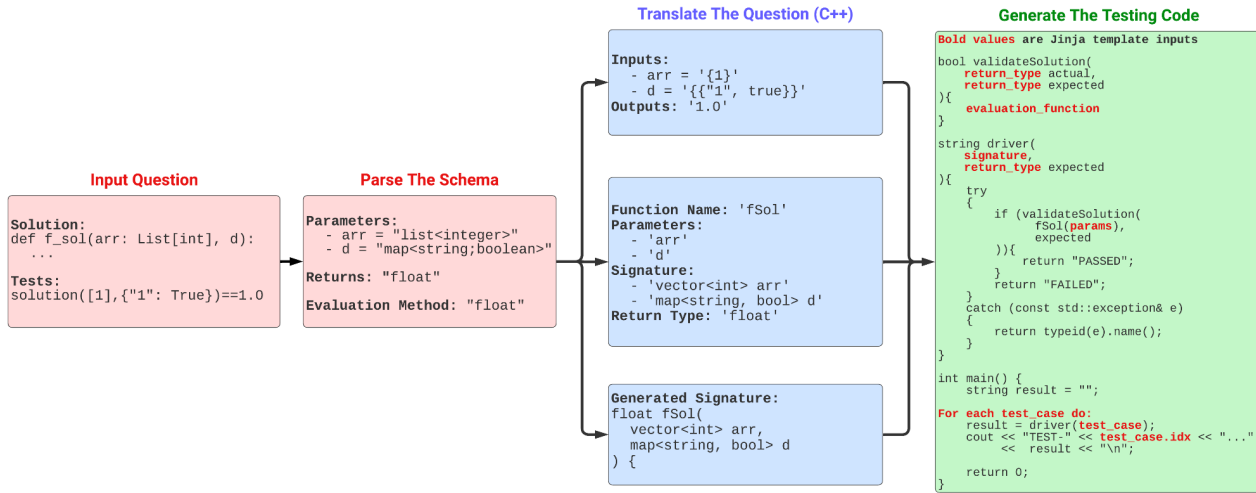 Input Question
Solution:
def f_sol(arr: List[int], d):
...
Tests:
solution([1],{"1": True})==1.0
Parse The Schema
Parameters:
- arr = "list<integer>"
- d = "map<string;boolean>"
Returns: "float"
Evaluation Method: "float"
Translate The Question (C++)
Inputs:
- arr = '{1}'
- d = '{{"1", true}}'
Outputs: '1.0'
Function Name: 'fSol'
Parameters:
- 'arr'
- 'd'
Signature:
- 'vector<int> arr'
- 'map<string, bool> d'
Return Type: 'float'
Generated Signature:
float fSol(
vector<int> arr,
map<string, bool> d
) {
Generate The Testing Code
Bold values are Jinja template inputs
bool validateSolution(
return_type actual,
return_type expected
){
evaluation_function
}
string driver(
signature,
return_type expected
){
try
{
if (validateSolution(
fSol(params),
expected
)){
return "PASSED";
}
return "FAILED";
}
catch (const std::exception& e)
{
return typeid(e).name();
}
}
int main() {
string result = "";
For each test_case do:
result = driver(test_case);
cout << "TEST-" << test_case.idx << "..."
<< result << "\n";
return 0;
}